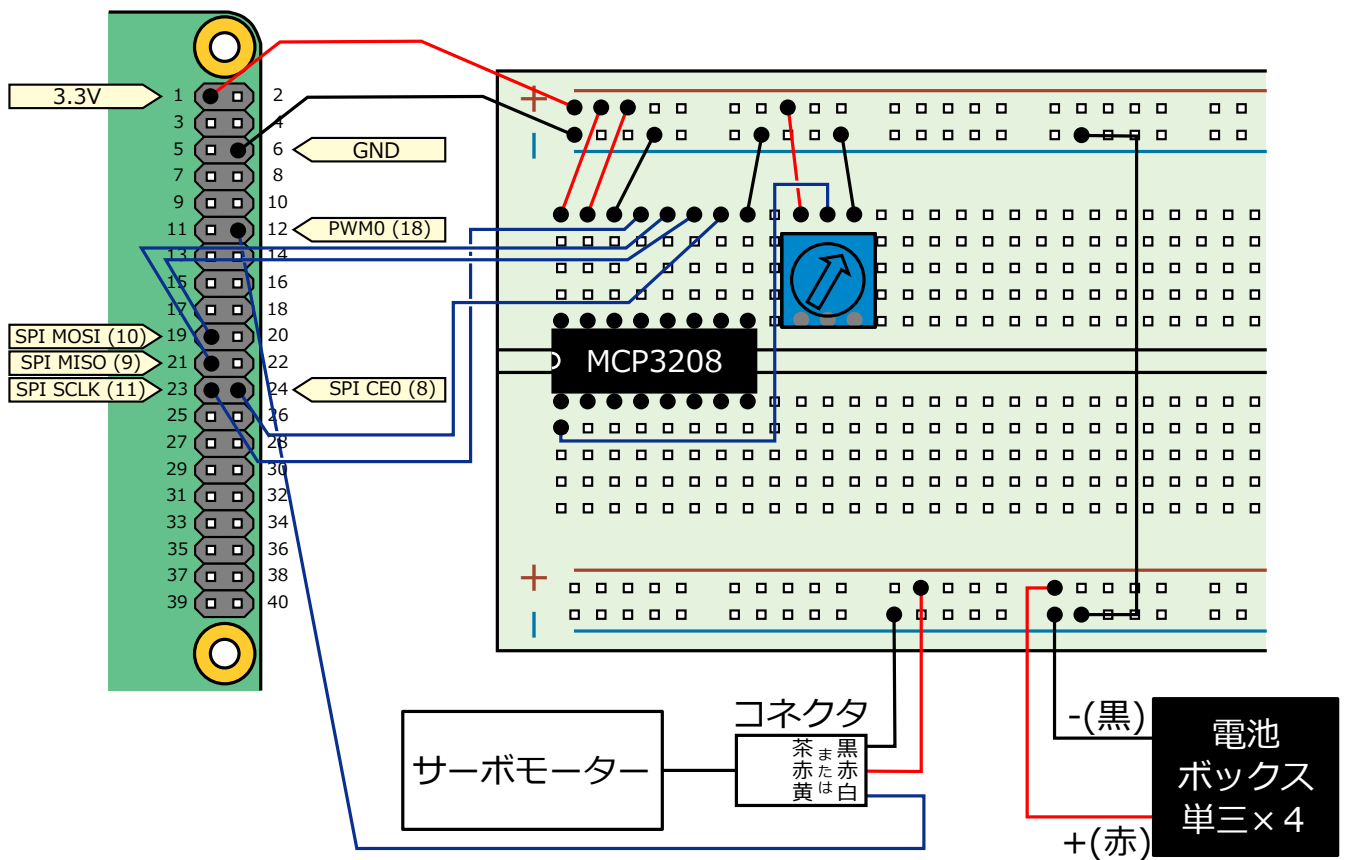 3.3V
1 2
3 4
5 6
GND
7 8
9 10
11 12
PWM0 (18)
13 14
15 16
17 18
SPI MOSI (10)
19 20
SPI MISO (9)
21 22
SPI SCLK (11)
23 24
SPI CE0 (8)
25 26
27 28
29 30
31 32
33 34
35 36
37 38
39 40
+
-
MCP3208
+
-
サーボモーター
コネクタ
茶 または 黒
赤 赤
黄 白
-(黒)
+(赤)
電池
ボックス
単三×4